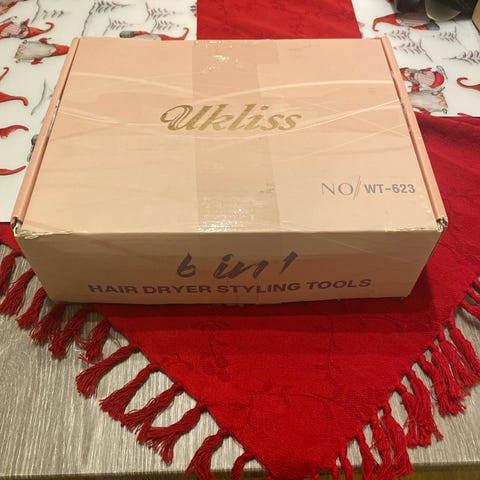 Ukliss
NO// WT-623
6 in 1
HAIR DRYER STYLING TOOLS